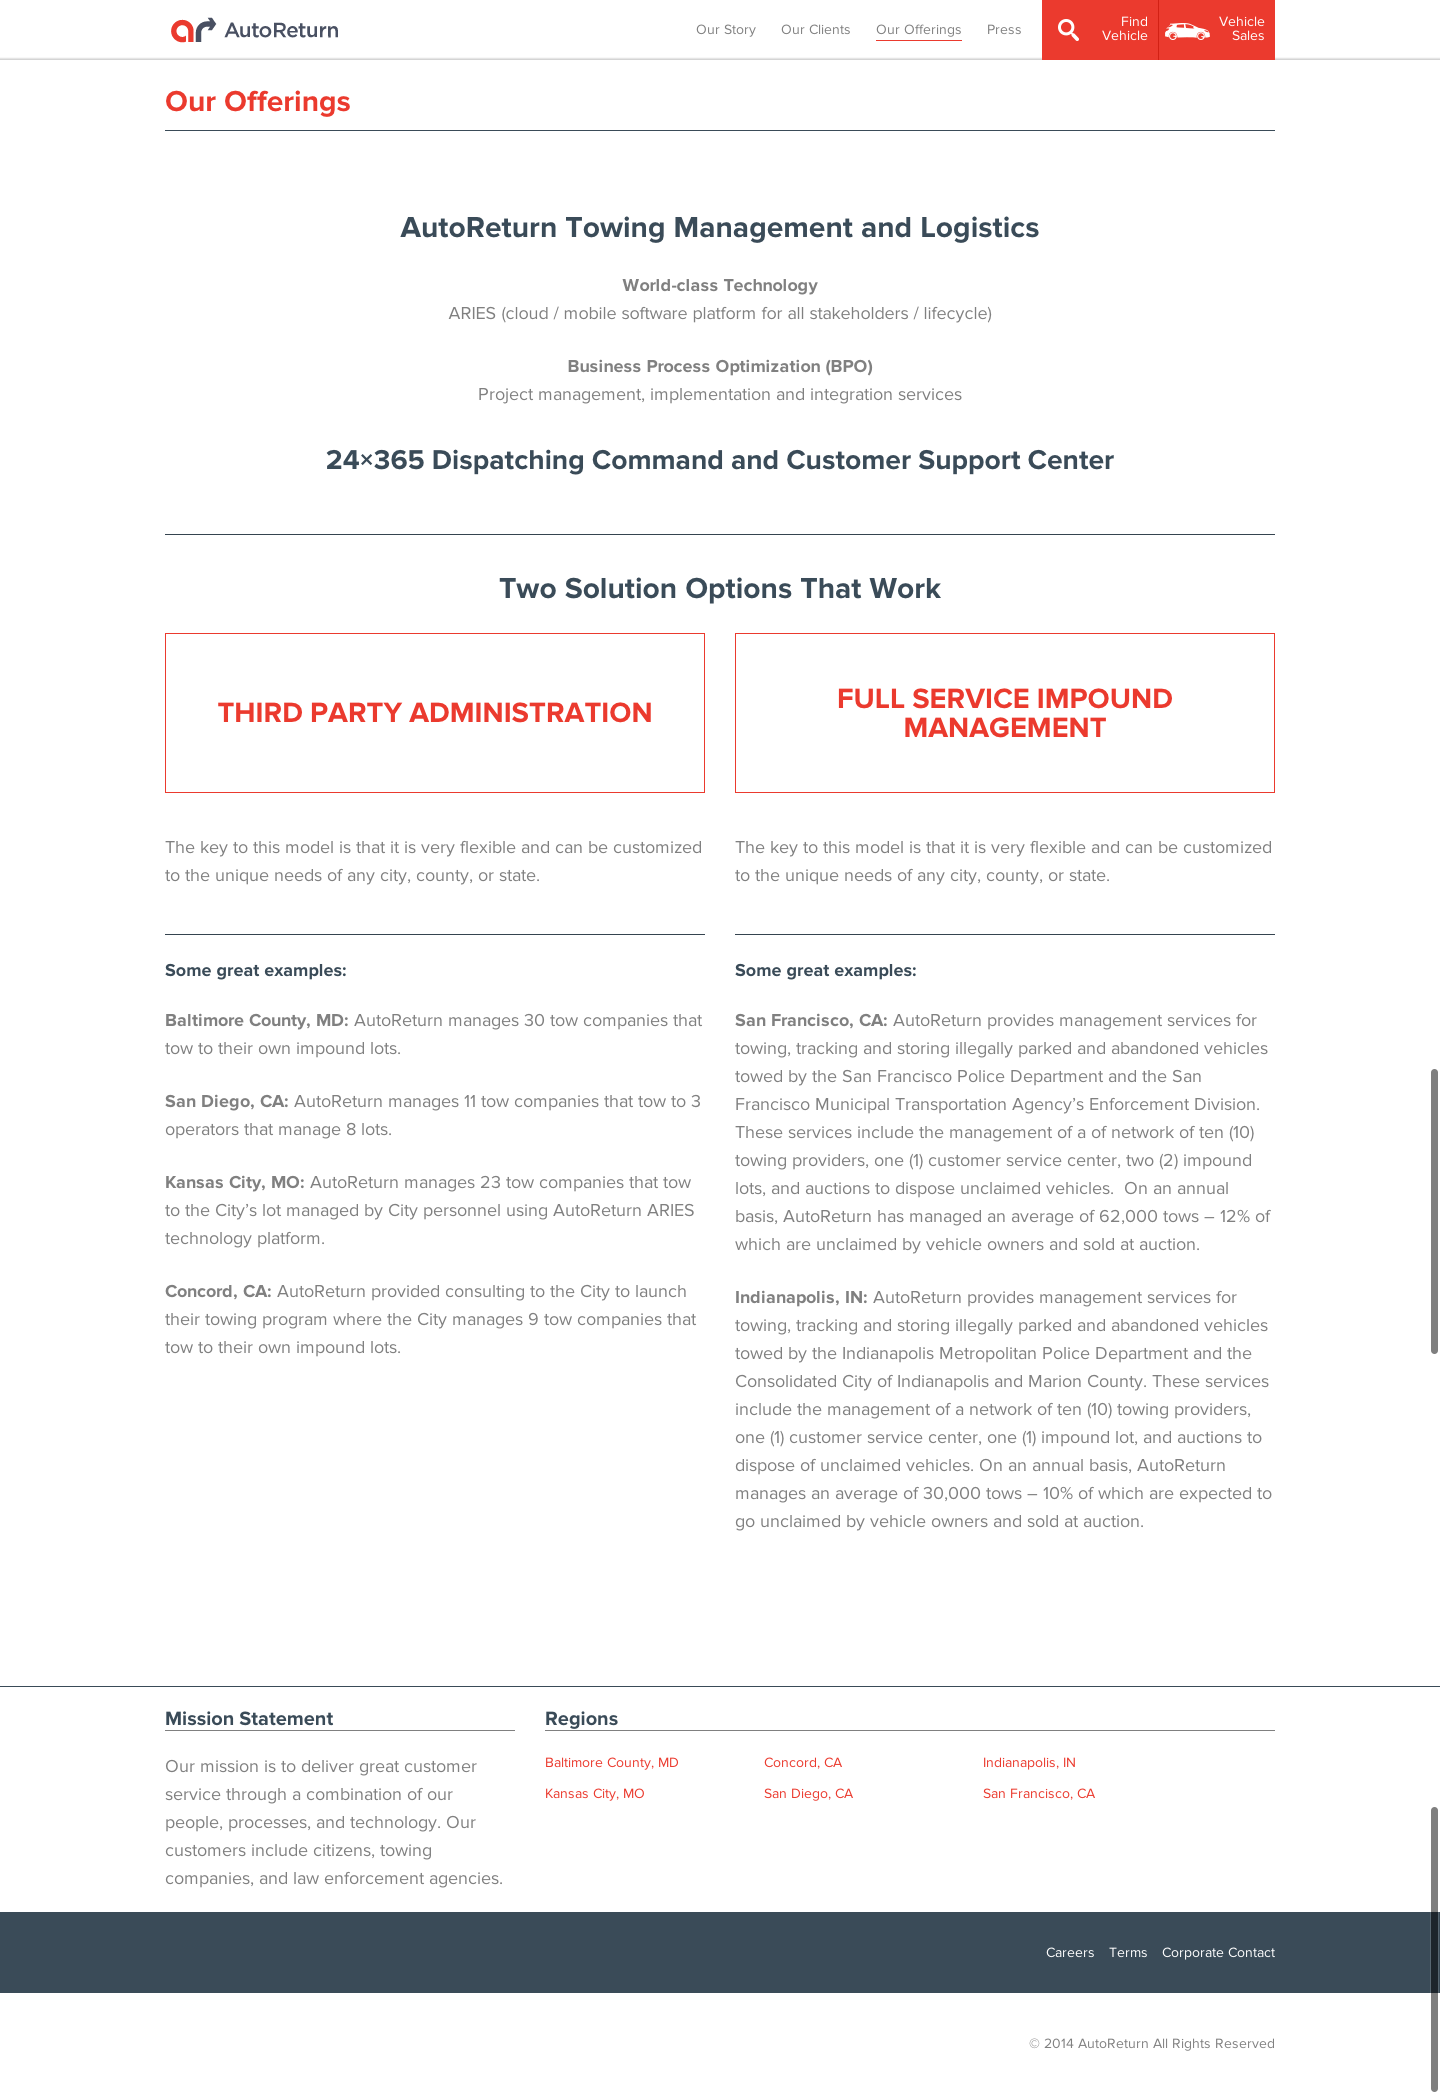 AutoReturn
Our Story
Our Clients
Our Offerings
Press
Find
Vehicle
Vehicle
Sales
Our Offerings
AutoReturn Towing Management and Logistics
World-class Technology
ARIES (cloud / mobile software platform for all stakeholders / lifecycle)
Business Process Optimization (BPO)
Project management, implementation and integration services
24×365 Dispatching Command and Customer Support Center
Two Solution Options That Work
THIRD PARTY ADMINISTRATION
The key to this model is that it is very flexible and can be customized
to the unique needs of any city, county, or state.
Some great examples:
Baltimore County, MD: AutoReturn manages 30 tow companies that
tow to their own impound lots.
San Diego, CA: AutoReturn manages 11 tow companies that tow to 3
operators that manage 8 lots.
Kansas City, MO: AutoReturn manages 23 tow companies that tow
to the City’s lot managed by City personnel using AutoReturn ARIES
technology platform.
Concord, CA: AutoReturn provided consulting to the City to launch
their towing program where the City manages 9 tow companies that
tow to their own impound lots.
FULL SERVICE IMPOUND
MANAGEMENT
The key to this model is that it is very flexible and can be customized
to the unique needs of any city, county, or state.
Some great examples:
San Francisco, CA: AutoReturn provides management services for
towing, tracking and storing illegally parked and abandoned vehicles
towed by the San Francisco Police Department and the San
Francisco Municipal Transportation Agency’s Enforcement Division.
These services include the management of a of network of ten (10)
towing providers, one (1) customer service center, two (2) impound
lots, and auctions to dispose unclaimed vehicles.  On an annual
basis, AutoReturn has managed an average of 62,000 tows – 12% of
which are unclaimed by vehicle owners and sold at auction.
Indianapolis, IN: AutoReturn provides management services for
towing, tracking and storing illegally parked and abandoned vehicles
towed by the Indianapolis Metropolitan Police Department and the
Consolidated City of Indianapolis and Marion County. These services
include the management of a network of ten (10) towing providers,
one (1) customer service center, one (1) impound lot, and auctions to
dispose of unclaimed vehicles. On an annual basis, AutoReturn
manages an average of 30,000 tows – 10% of which are expected to
go unclaimed by vehicle owners and sold at auction.
Mission Statement
Our mission is to deliver great customer
service through a combination of our
people, processes, and technology. Our
customers include citizens, towing
companies, and law enforcement agencies.
Regions
Baltimore County, MD
Concord, CA
Indianapolis, IN
Kansas City, MO
San Diego, CA
San Francisco, CA
Careers
Terms
Corporate Contact
© 2014 AutoReturn All Rights Reserved